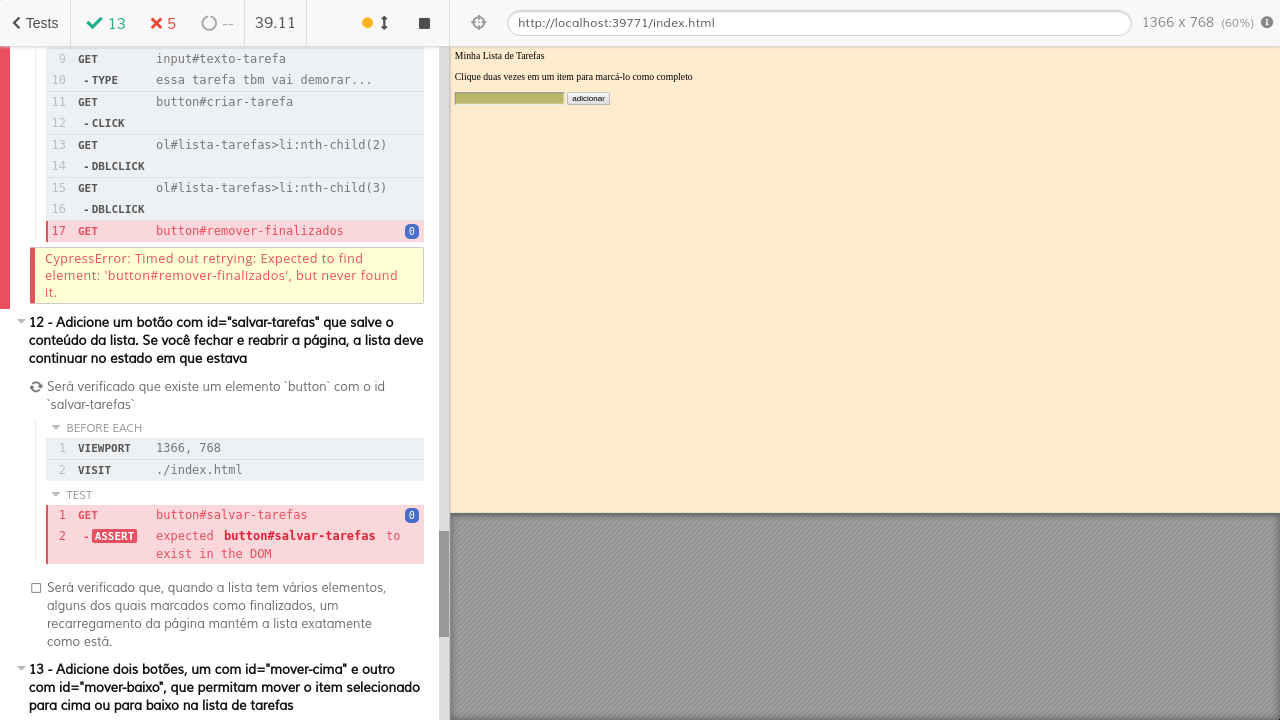 Tests 13 5 -- 39.11
http://localhost:39771/index.html 1366 x 768 (60%)
9 GET input#texto-tarefa
10 -TYPE essa tarefa tbm vai demorar...
11 GET button#criar-tarefa
12 -CLICK
13 GET ol#lista-tarefas>li:nth-child(2)
14 -DBLCLICK
15 GET ol#lista-tarefas>li:nth-child(3)
16 -DBLCLICK
17 GET button#remover-finalizados 0
CypressError: Timed out retrying: Expected to find
element: 'button#remover-finalizados', but never found
it.
12 - Adicione um botão com id="salvar-tarefas" que salve o
conteúdo da lista. Se você fechar e reabrir a página, a lista deve
continuar no estado em que estava
Será verificado que existe um elemento `button` com o id
`salvar-tarefas`
BEFORE EACH
1 VIEWPORT 1366, 768
2 VISIT ./index.html
TEST
1 GET button#salvar-tarefas 0
2 -ASSERT expected button#salvar-tarefas to
exist in the DOM
Será verificado que, quando a lista tem vários elementos,
alguns dos quais marcados como finalizados, um
recarregamento da página mantém a lista exatamente
como está.
13 - Adicione dois botões, um com id="mover-cima" e outro
com id="mover-baixo", que permitam mover o item selecionado
para cima ou para baixo na lista de tarefas
Minha Lista de Tarefas
Clique duas vezes em um item para marcá-lo como completo
adicionar